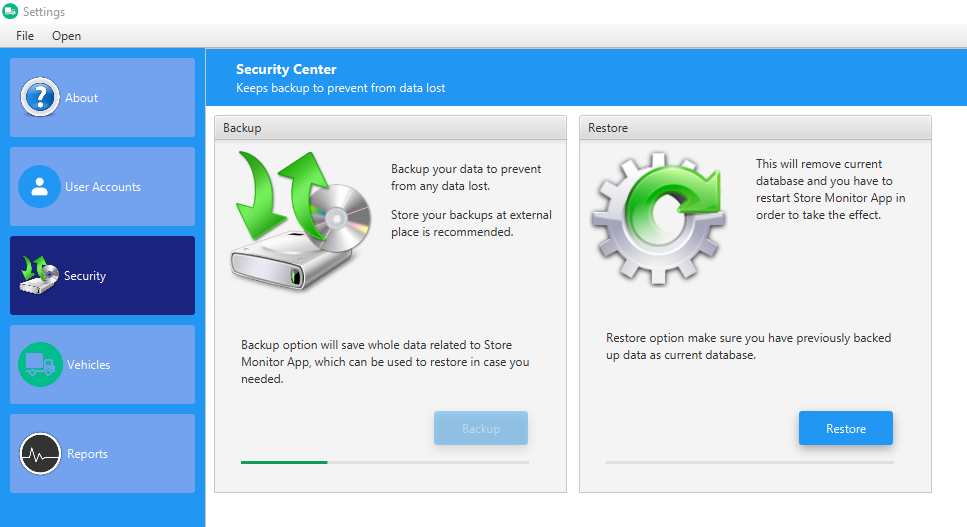 Settings
File Open
About
User Accounts
Security
Vehicles
Reports
Security Center
Keeps backup to prevent from data lost
Backup
Backup your data to prevent
from any data lost.
Store your backups at external
place is recommended.
Backup option will save whole data related to Store
Monitor App, which can be used to restore in case you
needed.
Backup
Restore
This will remove current
database and you have to
restart Store Monitor App in
order to take the effect.
Restore option make sure you have previously backed
up data as current database.
Restore